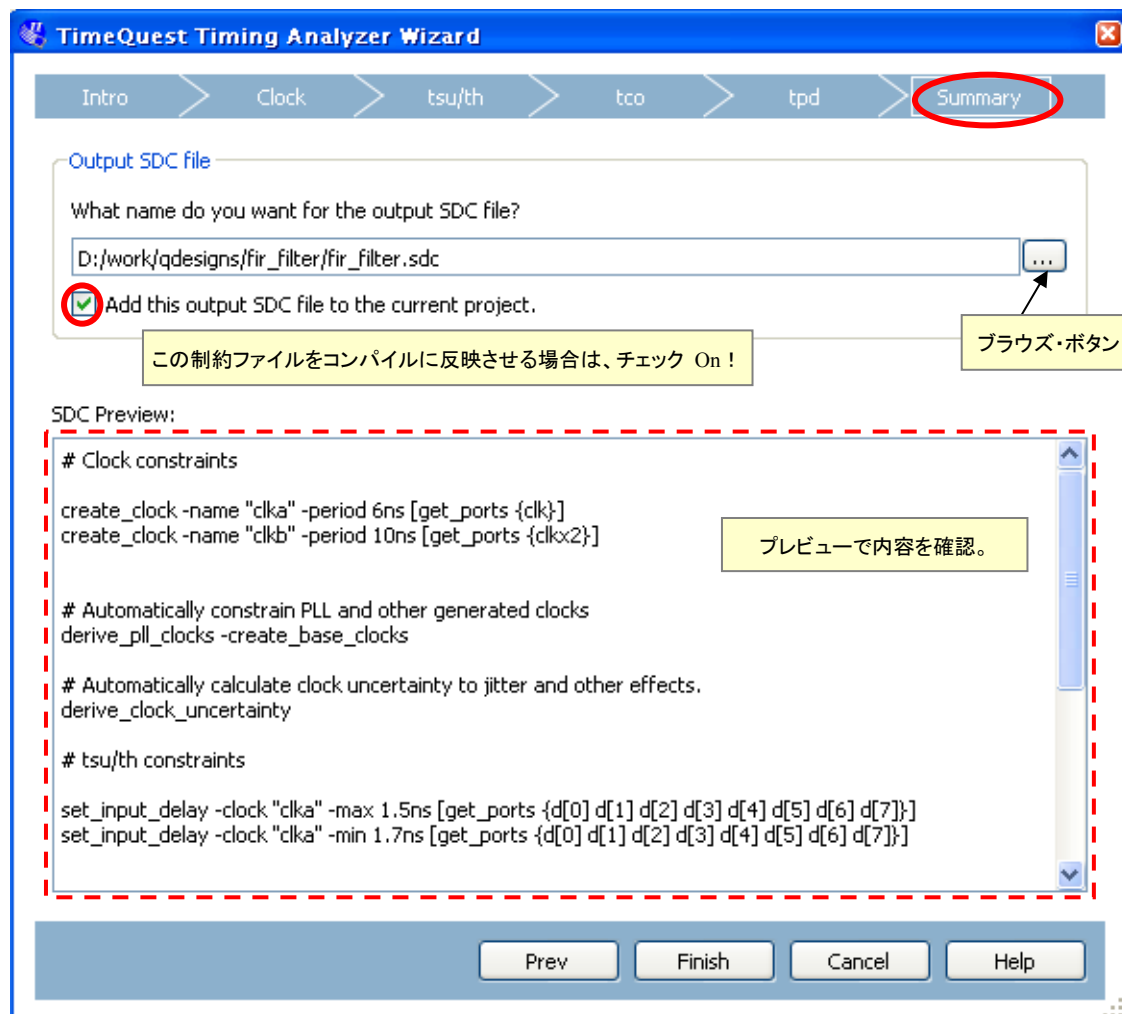 TimeQuest Timing Analyzer Wizard
Intro
Clock
tsu/th
tco
tpd
Summary
Output SDC file
What name do you want for the output SDC file?
D:/work/qdesigns/fir_filter/fir_filter.sdc
...
Add this output SDC file to the current project.
ブラウズ・ボタン
この制約ファイルをコンパイルに反映させる場合は、チェック On！
SDC Preview:
# Clock constraints
create_clock -name "clka" -period 6ns [get_ports {clk}]
create_clock -name "clkb" -period 10ns [get_ports {clkx2}]
プレビューで内容を確認。
# Automatically constrain PLL and other generated clocks
derive_pll_clocks -create_base_clocks
# Automatically calculate clock uncertainty to jitter and other effects.
derive_clock_uncertainty
# tsu/th constraints
set_input_delay -clock "clka" -max 1.5ns [get_ports {d[0] d[1] d[2] d[3] d[4] d[5] d[6] d[7]}]
set_input_delay -clock "clka" -min 1.7ns [get_ports {d[0] d[1] d[2] d[3] d[4] d[5] d[6] d[7]}]
Prev
Finish
Cancel
Help